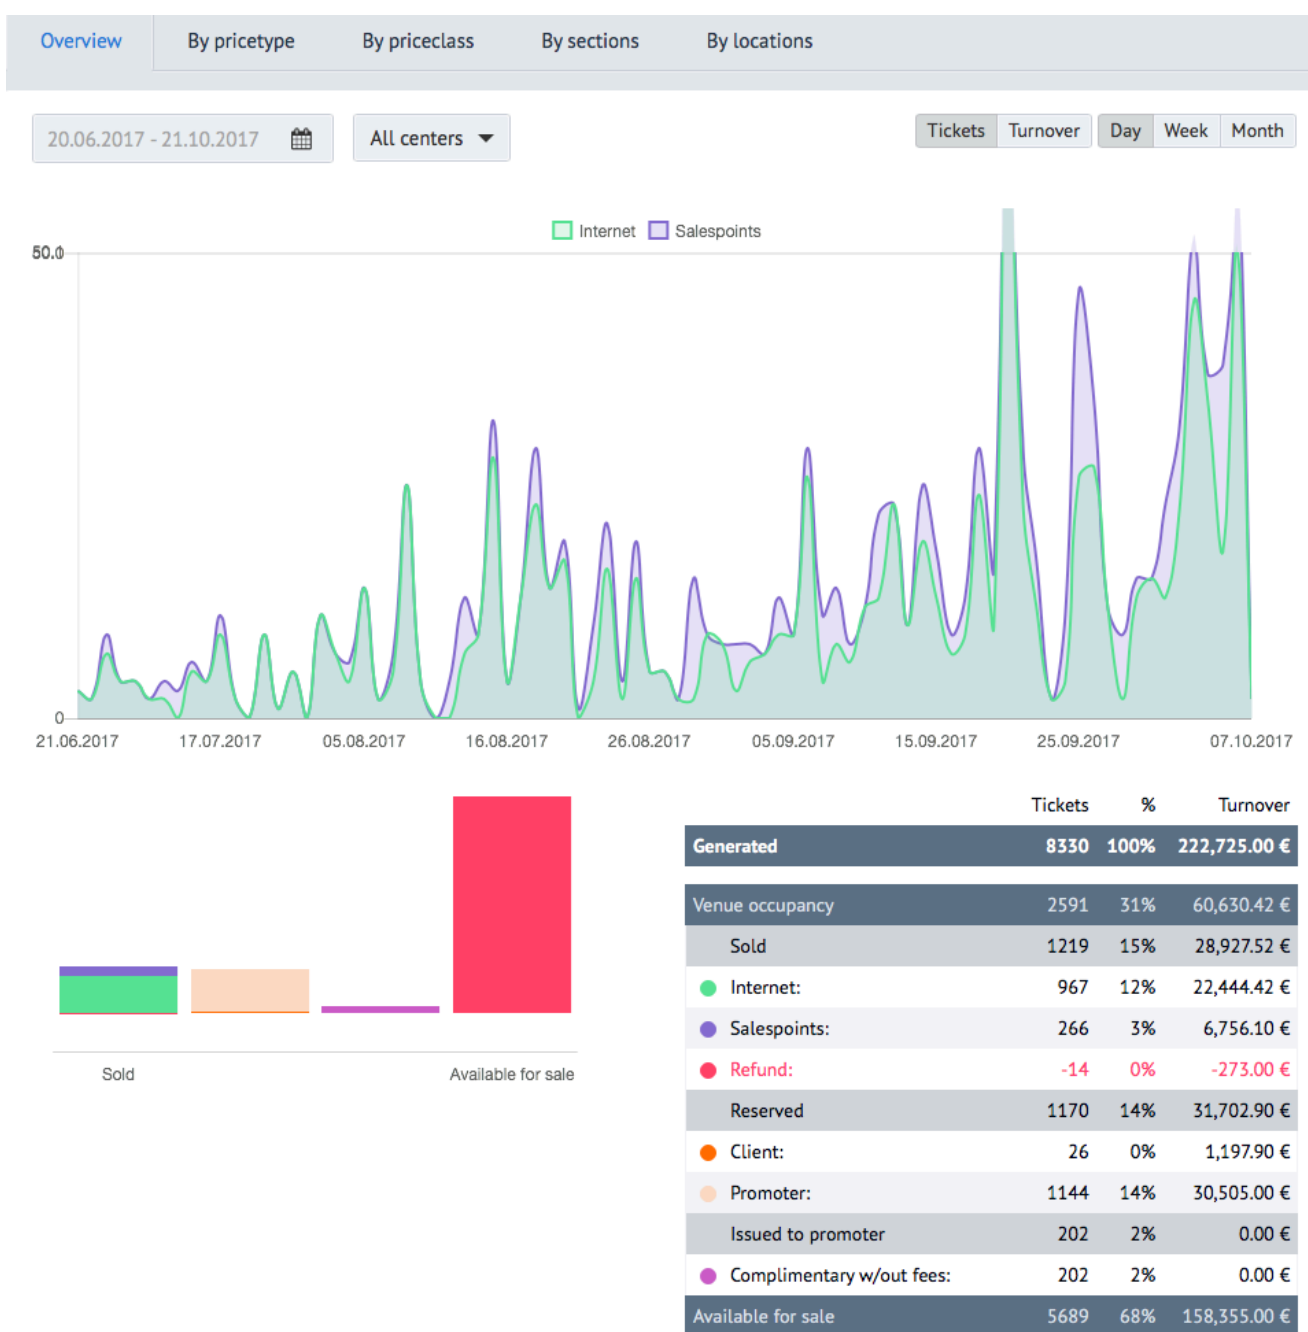 Overview By pricetype By priceclass By sections By locations
20.06.2017 - 21.10.2017 All centers Tickets Turnover Day Week Month
Internet Salespoints
0
21.06.2017 17.07.2017 05.08.2017 16.08.2017 26.08.2017 05.09.2017 15.09.2017 25.09.2017 07.10.2017
Sold Available for sale
Tickets % Turnover
Generated 8330 100% 222,725.00 €
Venue occupancy 2591 31% 60,630.42 €
Sold 1219 15% 28,927.52 €
Internet: 967 12% 22,444.42 €
Salespoints: 266 3% 6,756.10 €
Refund: -14 0% -273.00 €
Reserved 1170 14% 31,702.90 €
Client: 26 0% 1,197.90 €
Promoter: 1144 14% 30,505.00 €
Issued to promoter 202 2% 0.00 €
Complimentary w/out fees: 202 2% 0.00 €
Available for sale 5689 68% 158,355.00 €